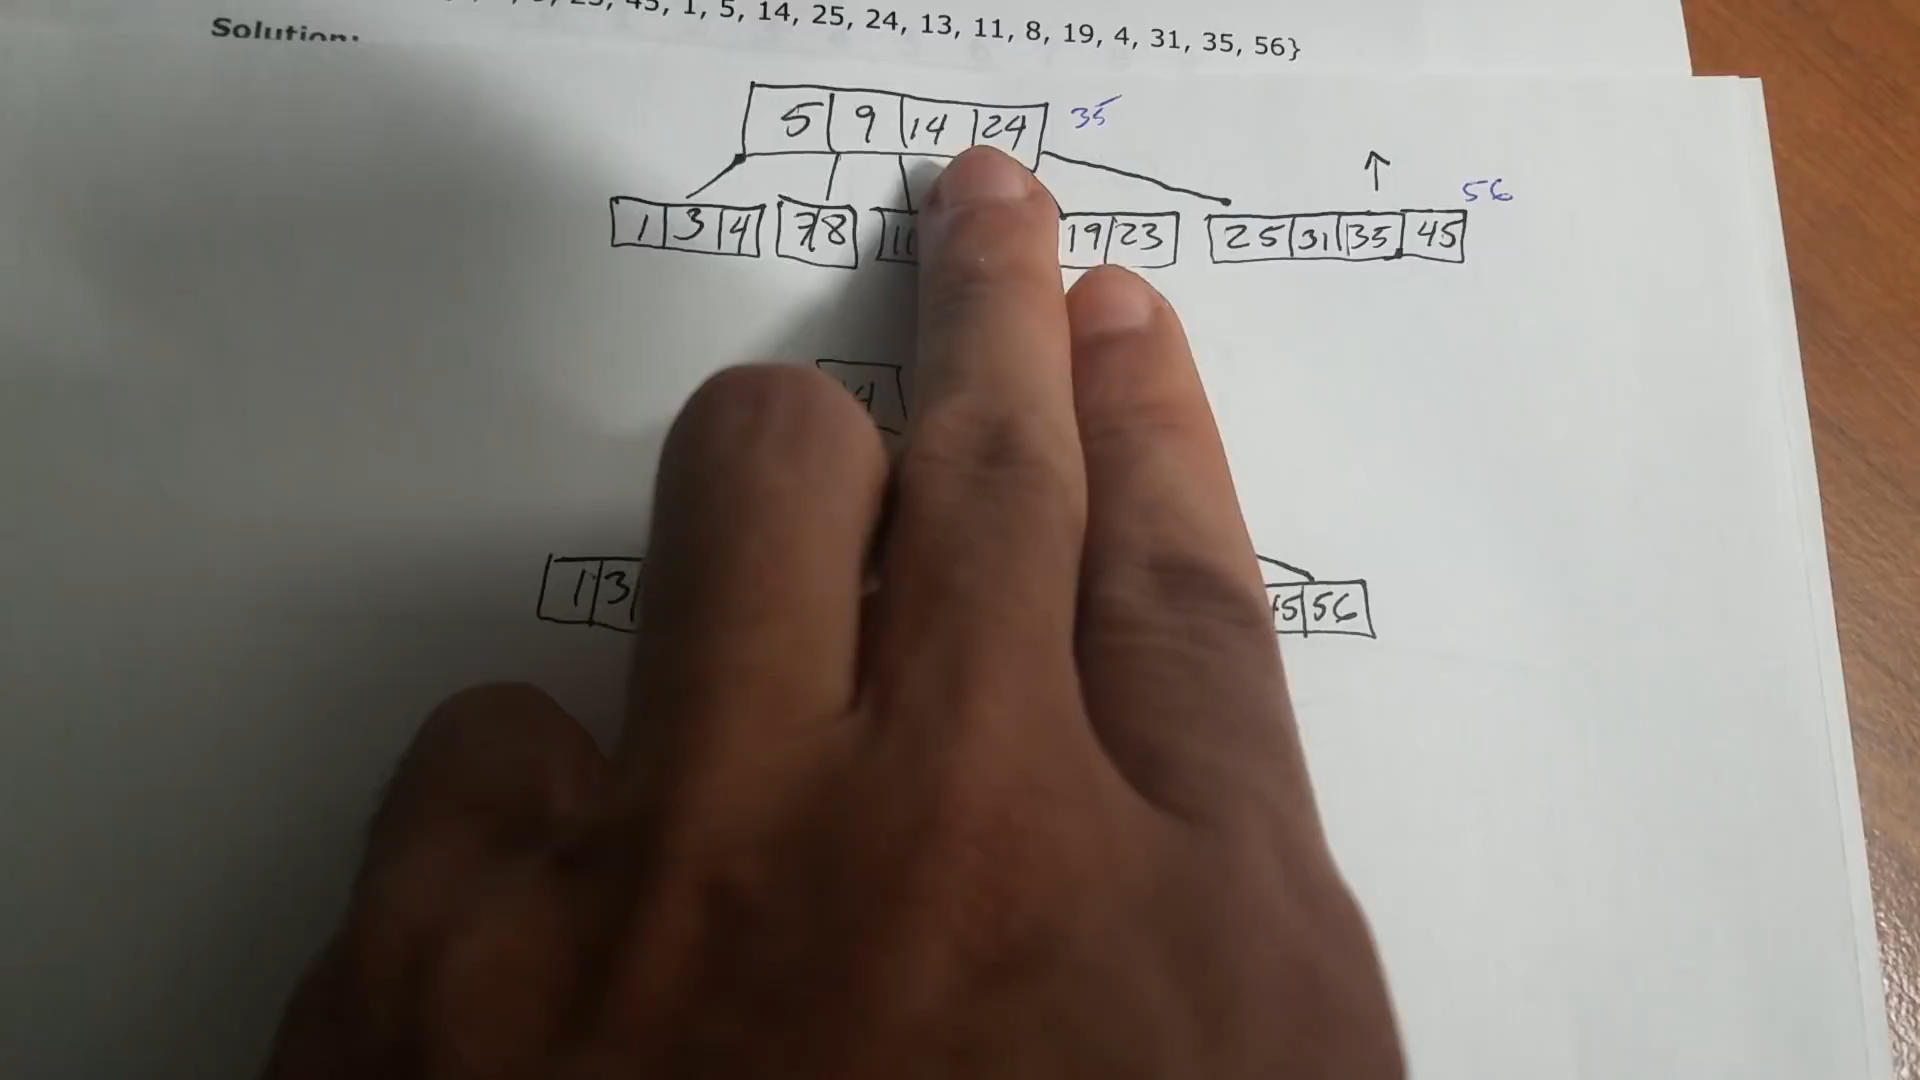 45, 1, 5, 14, 25, 24, 13, 11, 8, 19, 4, 31, 35, 56}
Solution:
5 9 14 24 35
56
1 3 4 7 8 11 19 23 25 31 35 45
1 3 56